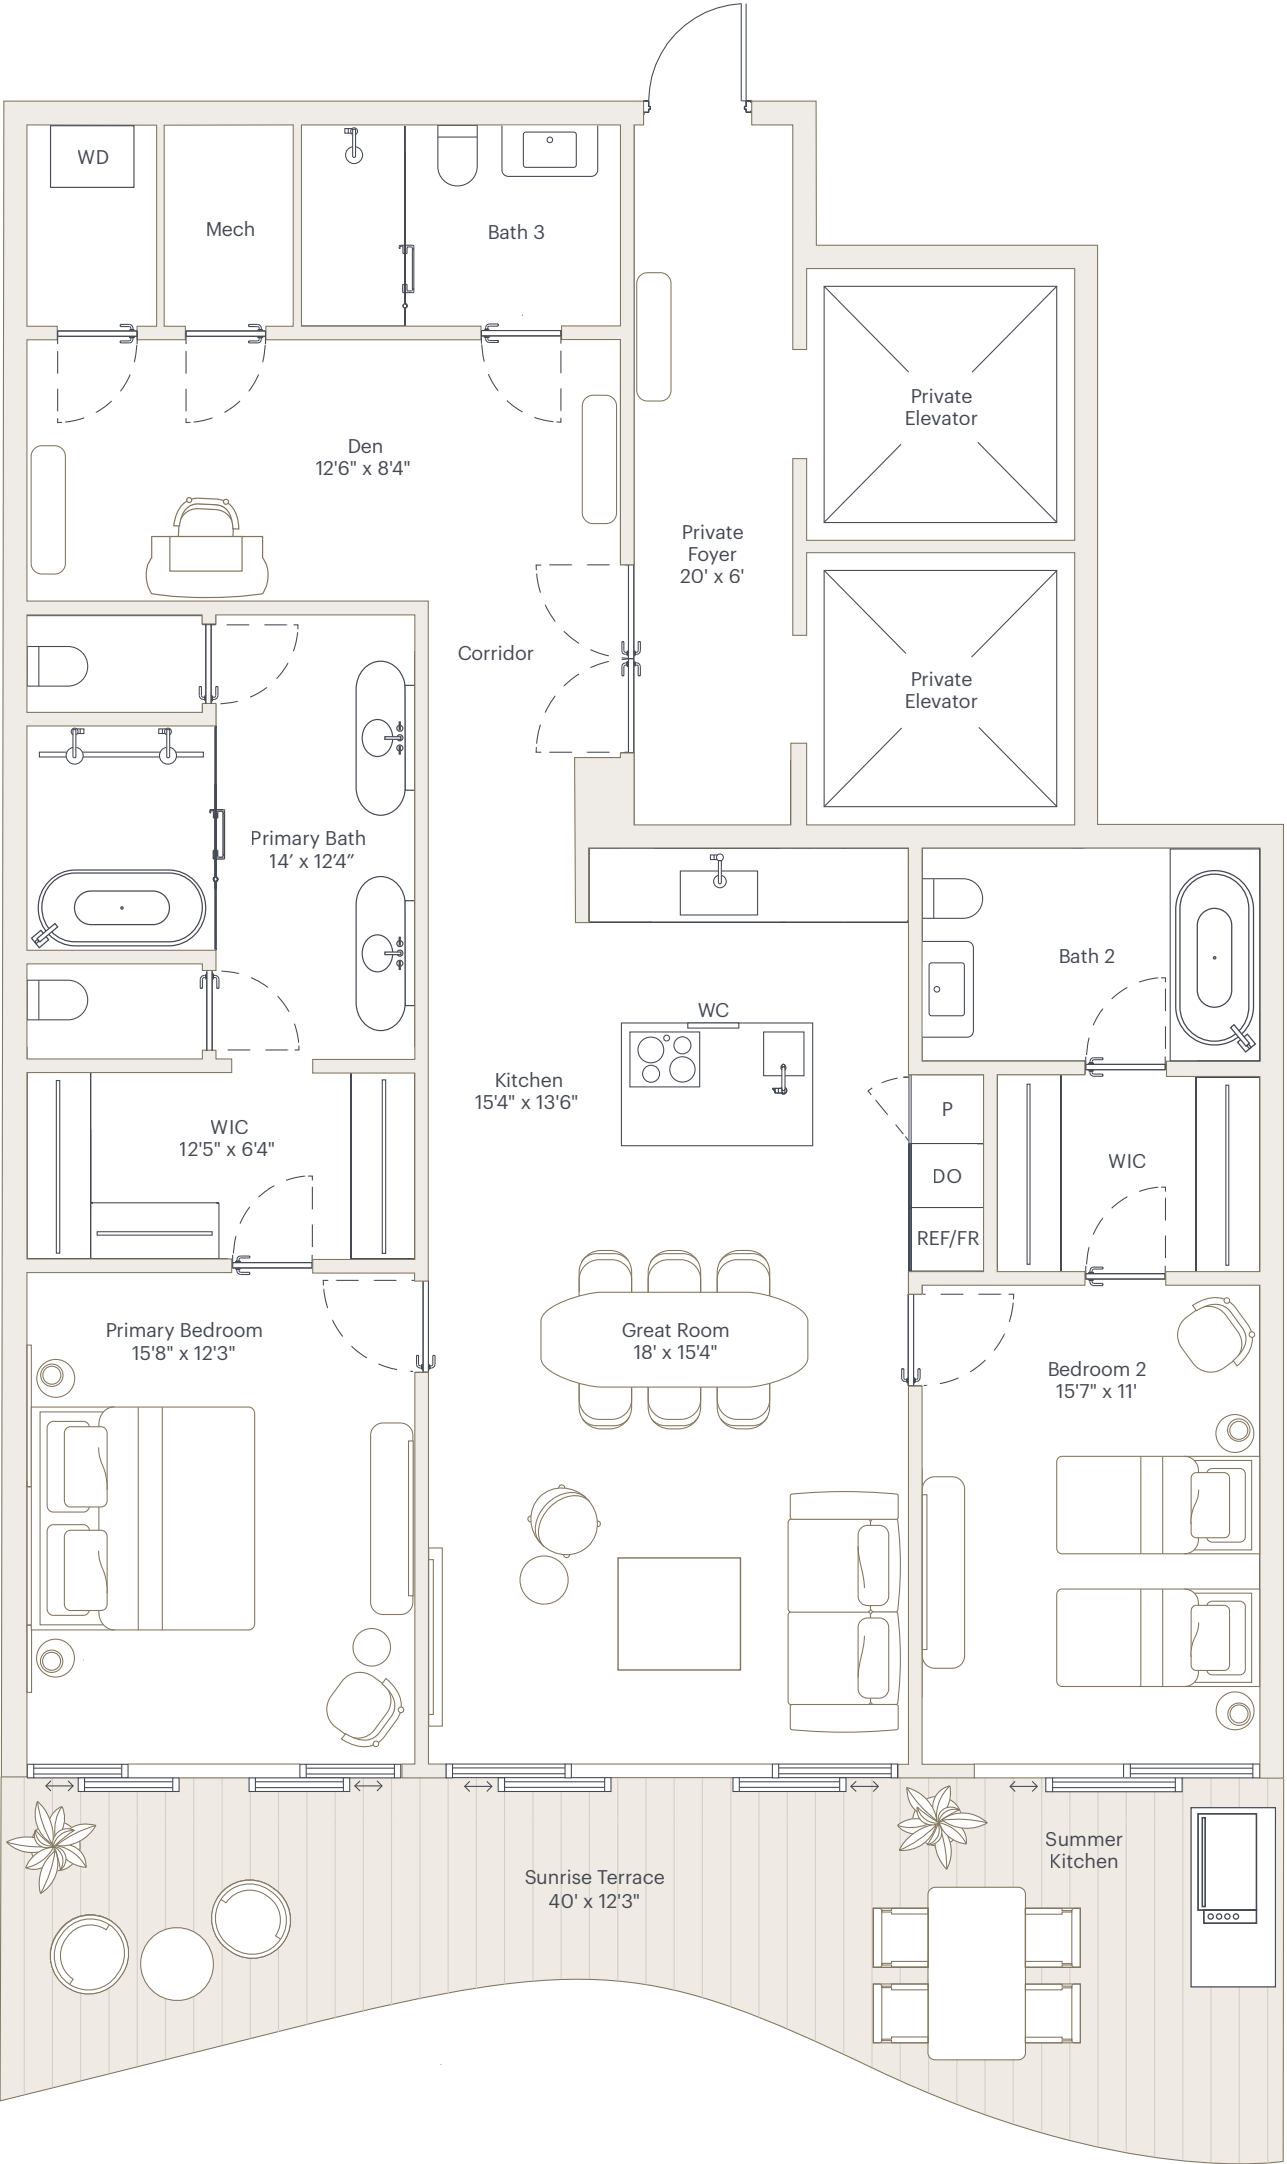 WD
Mech
Bath 3
Private
Elevator
Den
12'6" x 8'4"
Private
Foyer
20' x 6'
Corridor
Private
Elevator
Primary Bath
14’ x 12’4”
Bath 2
WC
Kitchen
15'4" x 13'6"
P
WIC
12'5" x 6'4"
WIC
DO
REF/FR
Primary Bedroom
15'8" x 12'3"
Great Room
18' x 15'4"
Bedroom 2
15'7" x 11'
Summer
Kitchen
Sunrise Terrace
40' x 12'3"